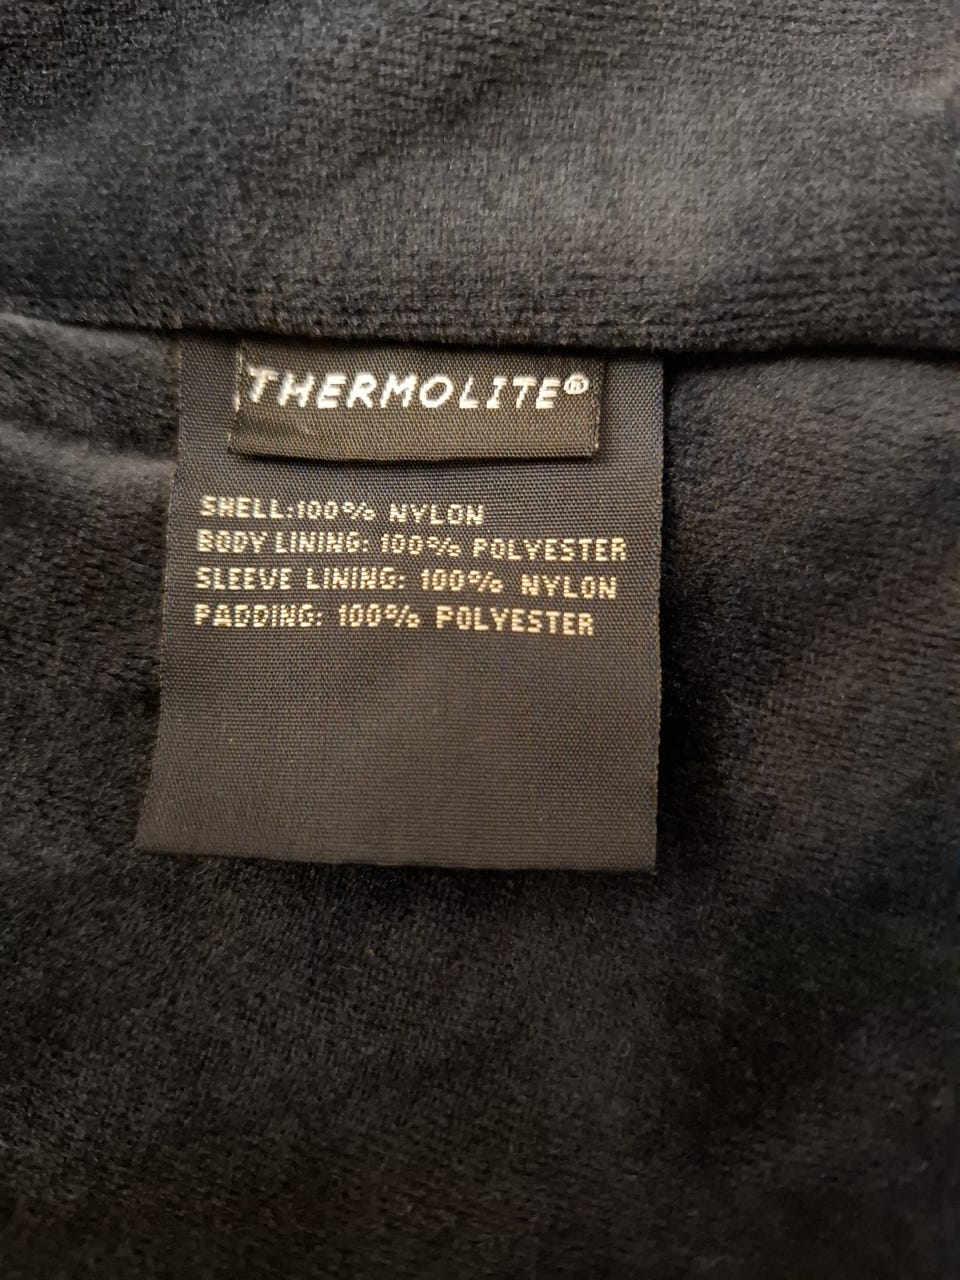 THERMOLITE®
SHELL:100% NYLON
BODY LINING: 100% POLYESTER
SLEEVE LINING: 100% NYLON
PADDING: 100% POLYESTER